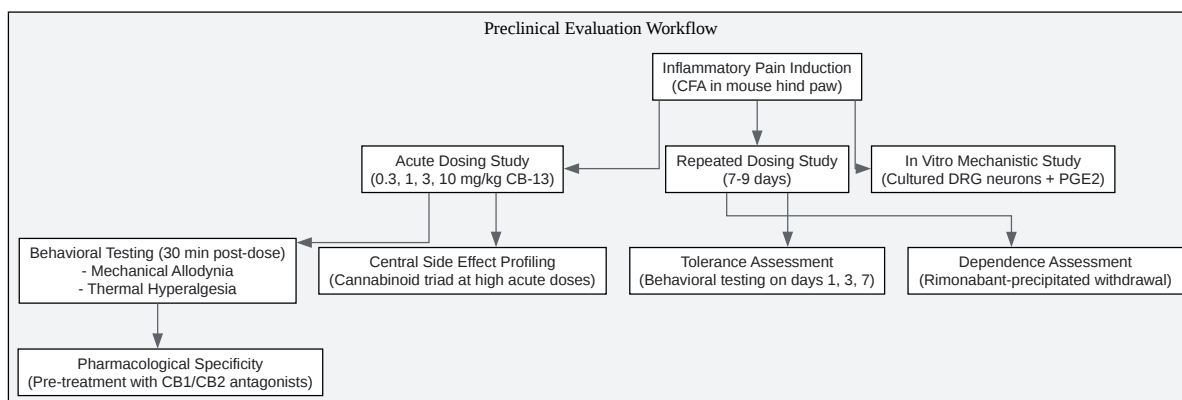 Preclinical Evaluation Workflow
Inflammatory Pain Induction
(CFA in mouse hind paw)
Acute Dosing Study
(0.3, 1, 3, 10 mg/kg CB-13)
Repeated Dosing Study
(7-9 days)
In Vitro Mechanistic Study
(Cultured DRG neurons + PGE2)
Behavioral Testing (30 min post-dose)
- Mechanical Allodynia
- Thermal Hyperalgesia
Central Side Effect Profiling
(Cannabinoid triad at high acute doses)
Tolerance Assessment
(Behavioral testing on days 1, 3, 7)
Dependence Assessment
(Rimonabant-precipitated withdrawal)
Pharmacological Specificity
(Pre-treatment with CB1/CB2 antagonists)